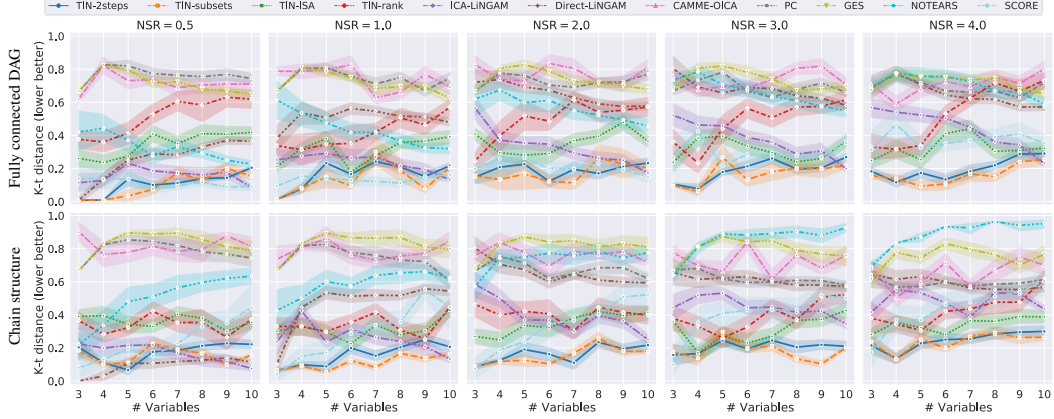 TIN-2steps TIN-subsets TIN-ISA TIN-rank ICA-LiNGAM Direct-LiNGAM CAMME-OICA PC GES NOTEARS SCORE
NSR = 0.5 NSR = 1.0 NSR = 2.0 NSR = 3.0 NSR = 4.0
Fully connected DAG
K-t distance (lower better)
1.0
0.8
0.6
0.4
0.2
0.0
Chain structure
K-t distance (lower better)
1.0
0.8
0.6
0.4
0.2
0.0
3 4 5 6 7 8 9 10 3 4 5 6 7 8 9 10 3 4 5 6 7 8 9 10 3 4 5 6 7 8 9 10 3 4 5 6 7 8 9 10
# Variables # Variables # Variables # Variables # Variables